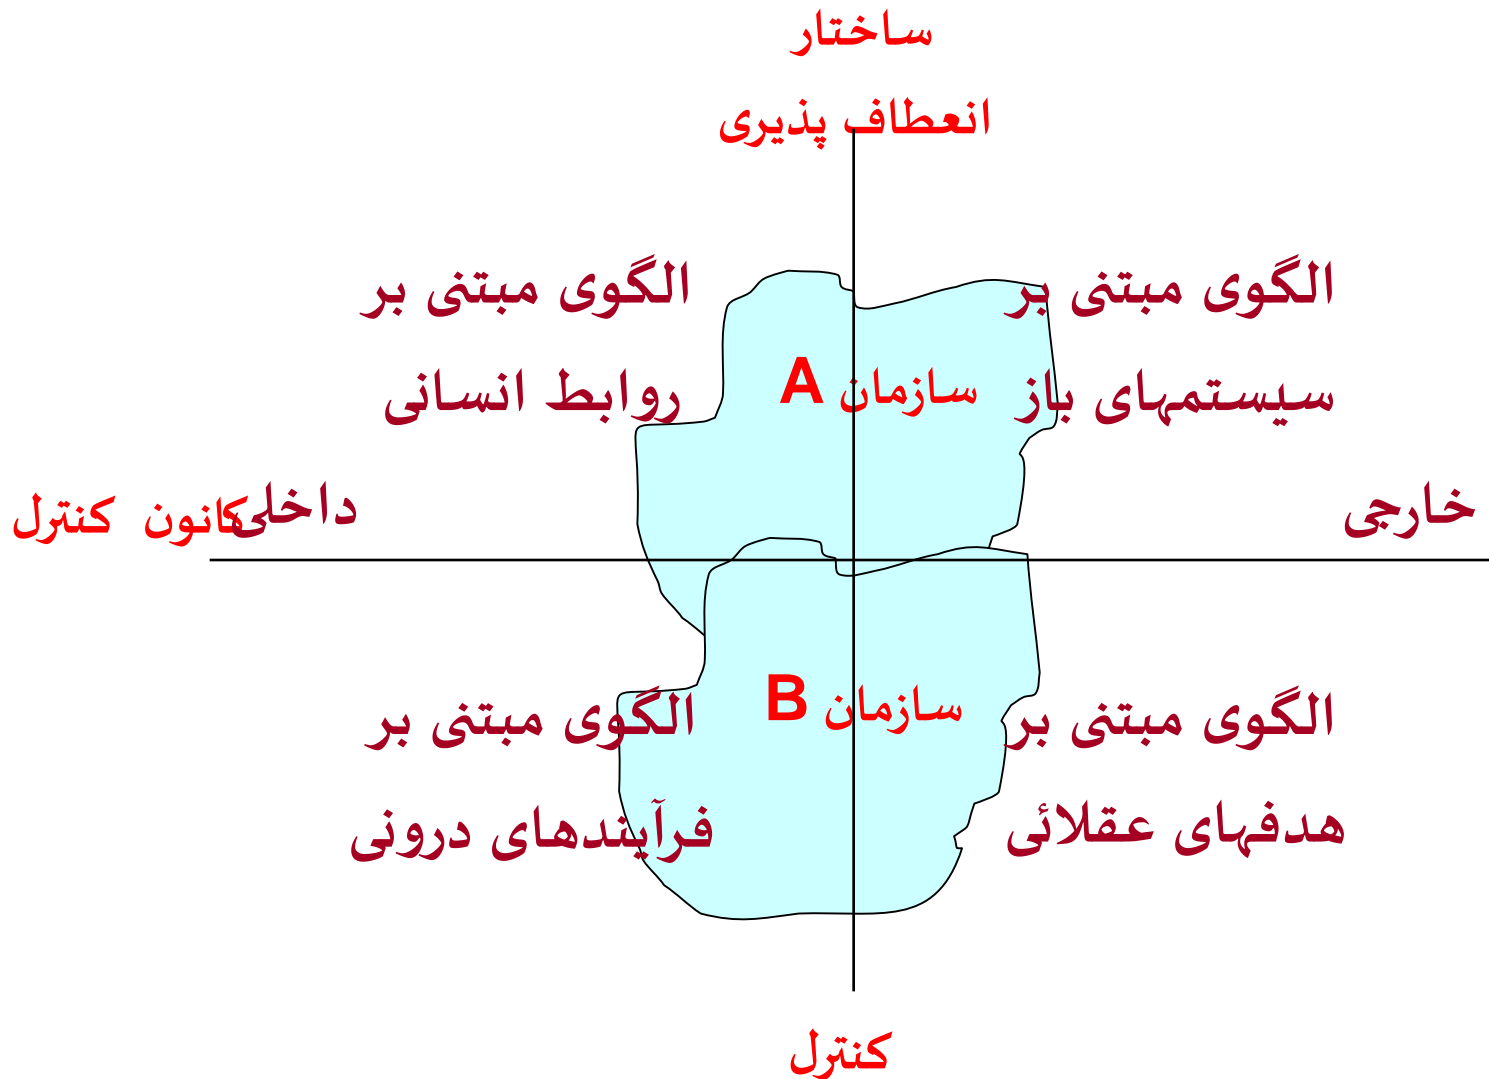 ساختار
انعطاف پذیری
الگوی مبتنی بر
سیستمهای باز
الگوی مبتنی بر
روابط انسانی
سازمان A
خارجی
داخلی
کانون کنترل
سازمان B
الگوی مبتنی بر
هدفهای عقلائی
الگوی مبتنی بر
فرآیندهای درونی
کنترل